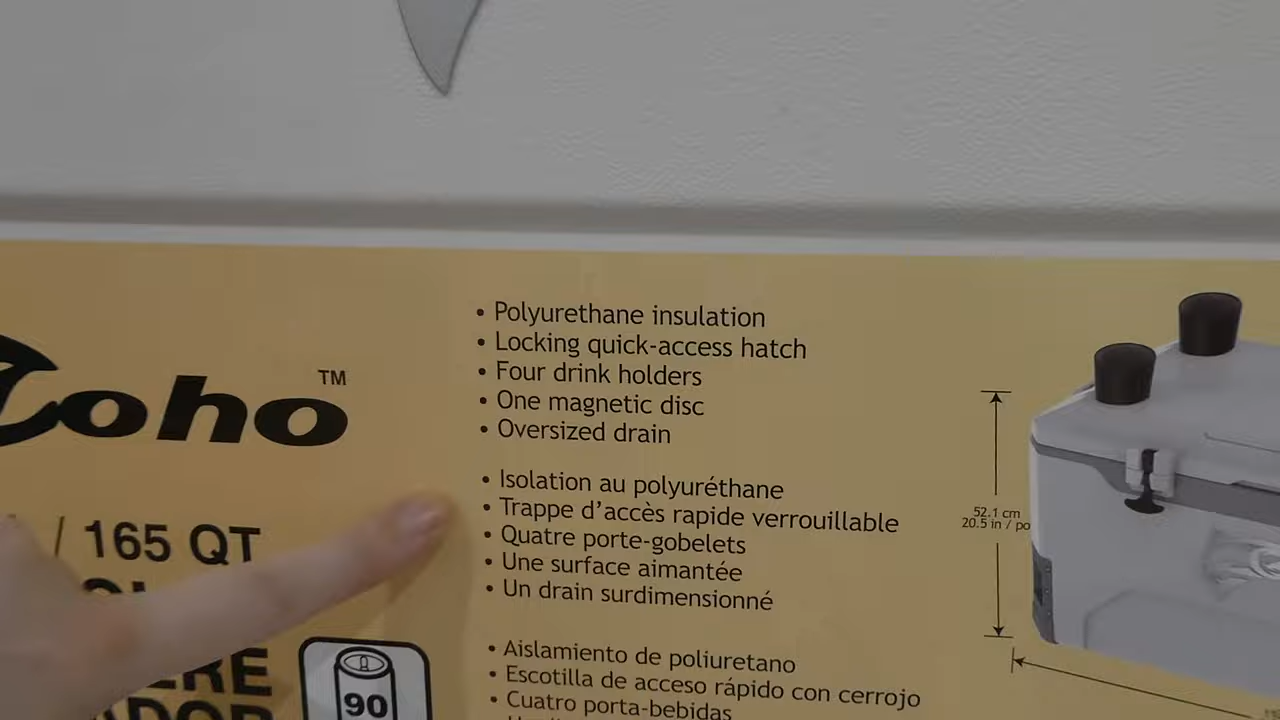 Coho™
165 QT
90
• Polyurethane insulation
• Locking quick-access hatch
• Four drink holders
• One magnetic disc
• Oversized drain
• Isolation au polyuréthane
• Trappe d'accès rapide verrouillable
• Quatre porte-gobelets
• Une surface aimantée
• Un drain surdimensionné
• Aislamiento de poliuretano
• Escotilla de acceso rápido con cerrojo
• Cuatro porta-bebidas
52.1 cm
20.5 in / po